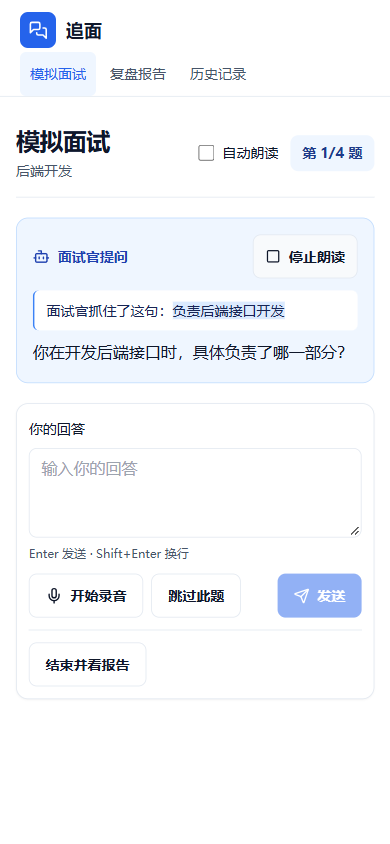 追面
模拟面试 复盘报告 历史记录
模拟面试
后端开发
自动朗读
第 1/4 题
面试官提问
停止朗读
面试官抓住了这句：负责后端接口开发
你在开发后端接口时，具体负责了哪一部分？
你的回答
输入你的回答
Enter 发送 · Shift+Enter 换行
开始录音 跳过此题 发送
结束并看报告